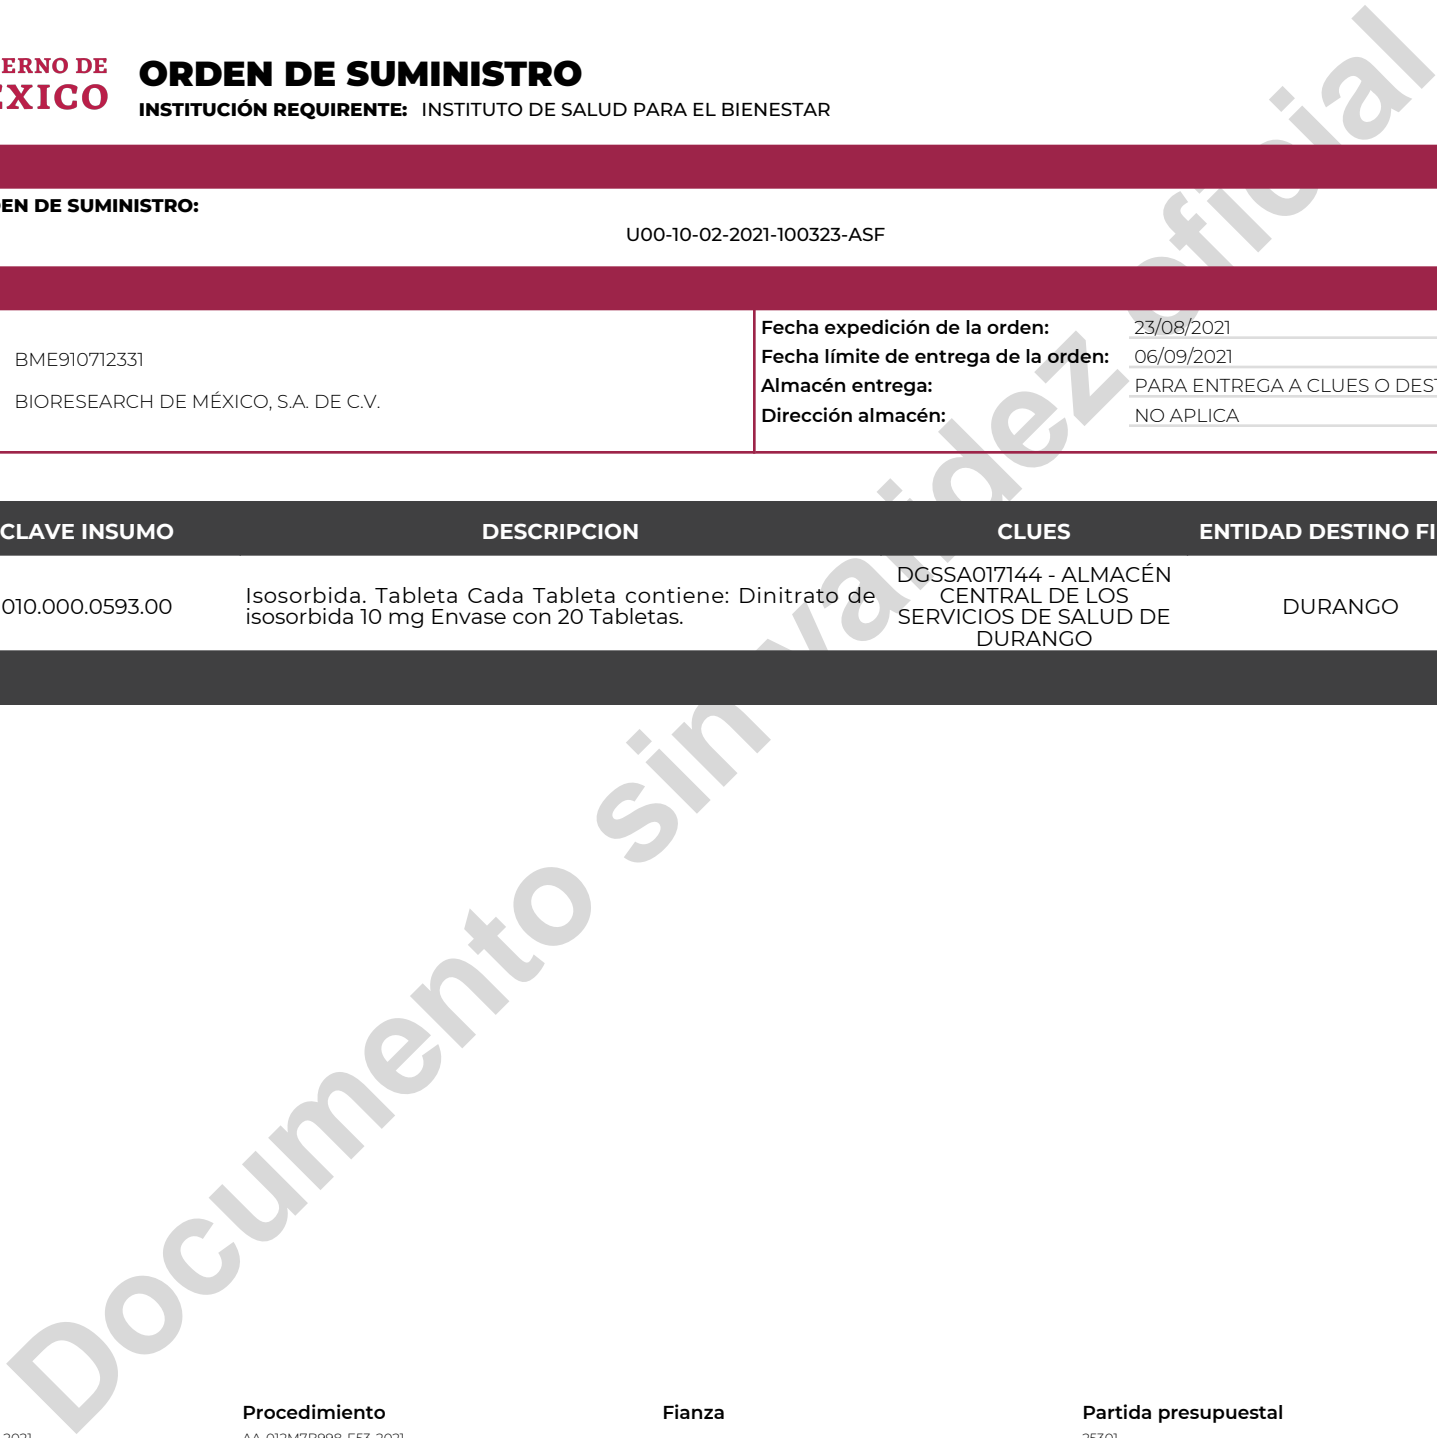 ERNO DE
ÉXICO
ORDEN DE SUMINISTRO
INSTITUCIÓN REQUIRENTE: INSTITUTO DE SALUD PARA EL BIENESTAR
EN DE SUMINISTRO:
U00-10-02-2021-100323-ASF
BME910712331
BIORESEARCH DE MÉXICO, S.A. DE C.V.
Fecha expedición de la orden: 23/08/2021
Fecha límite de entrega de la orden: 06/09/2021
Almacén entrega: PARA ENTREGA A CLUES O DEST
Dirección almacén: NO APLICA
CLAVE INSUMO DESCRIPCION CLUES ENTIDAD DESTINO FI
010.000.0593.00
Isosorbida. Tableta Cada Tableta contiene: Dinitrato de
isosorbida 10 mg Envase con 20 Tabletas.
DGSSA017144 - ALMACÉN
CENTRAL DE LOS
SERVICIOS DE SALUD DE
DURANGO
DURANGO
Documento sin validez oficial
Procedimiento Fianza Partida presupuestal